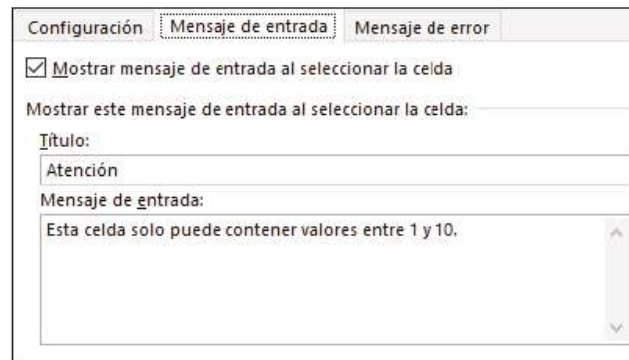 Configuración Mensaje de entrada Mensaje de error
Mostrar mensaje de entrada al seleccionar la celda
Mostrar este mensaje de entrada al seleccionar la celda:
Título:
Atención
Mensaje de entrada:
Esta celda solo puede contener valores entre 1 y 10.